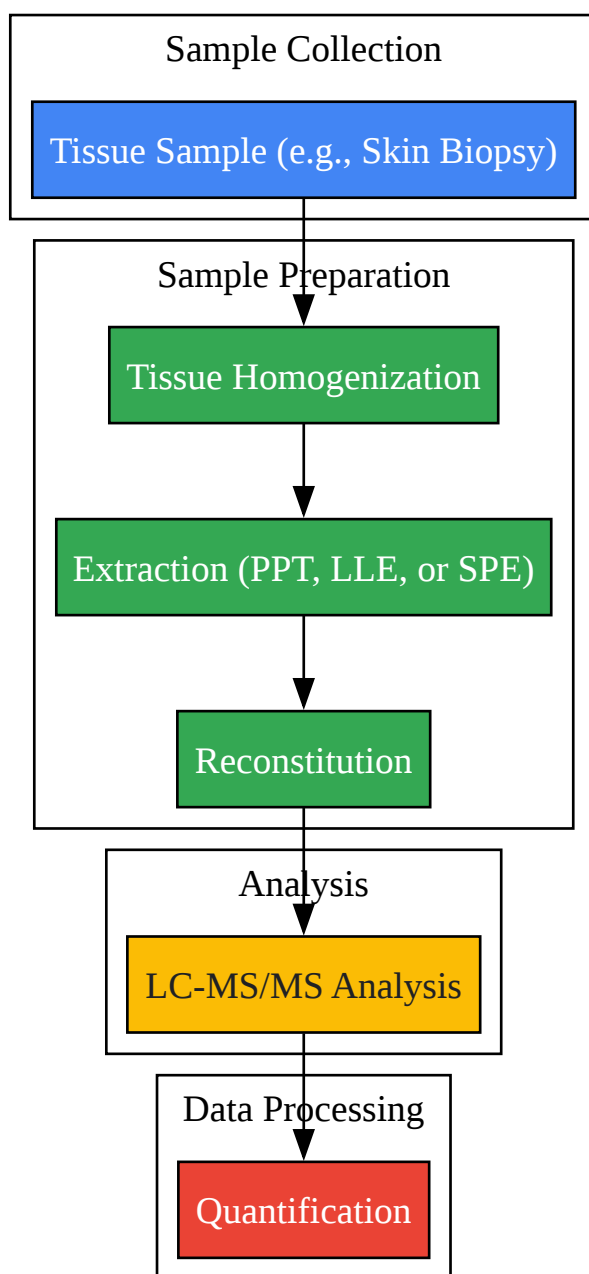 Sample Collection
Tissue Sample (e.g., Skin Biopsy)
Sample Preparation
Tissue Homogenization
Extraction (PPT, LLE, or SPE)
Reconstitution
Analysis
LC-MS/MS Analysis
Data Processing
Quantification